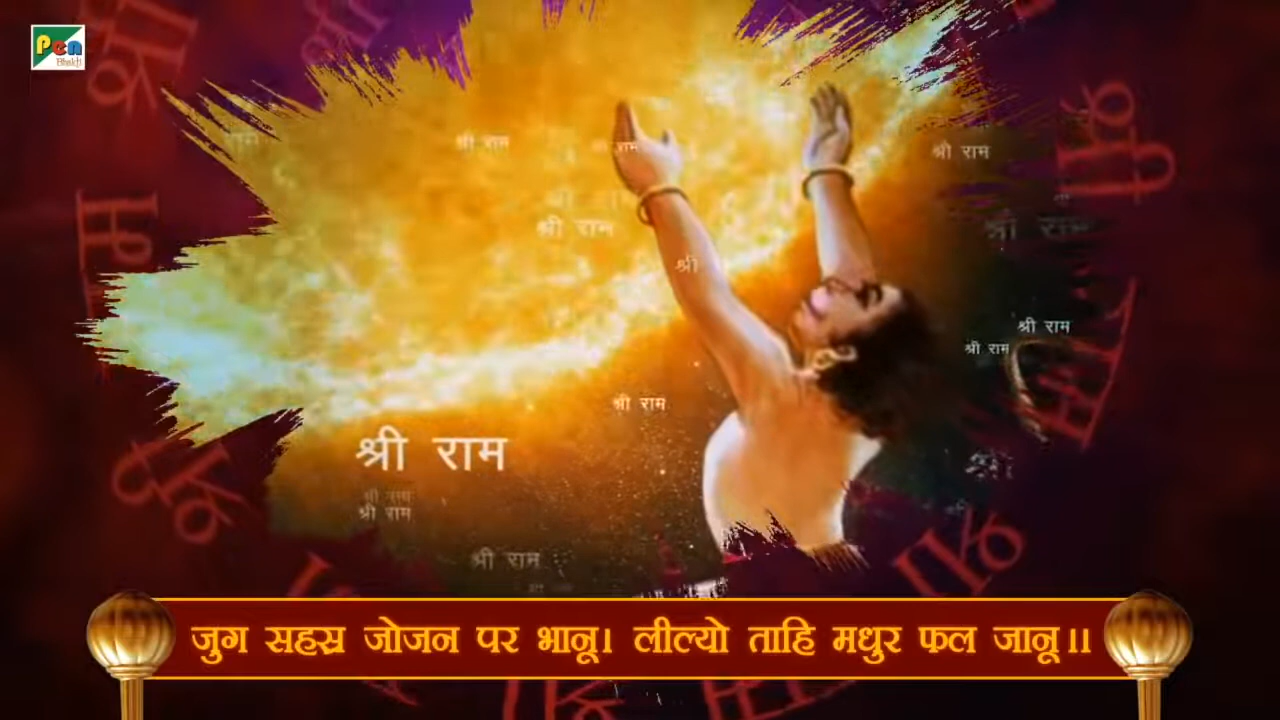 Pen
Bhakti
श्री राम
श्री राम
राम
श्री राम
श्री राम
श्री
श्री राम
श्री राम
श्री राम
श्री राम
श्री राम
श्री राम
श्री राम
जुग सहस्र जोजन पर भानू। लील्यो ताहि मधुर फल जानू॥